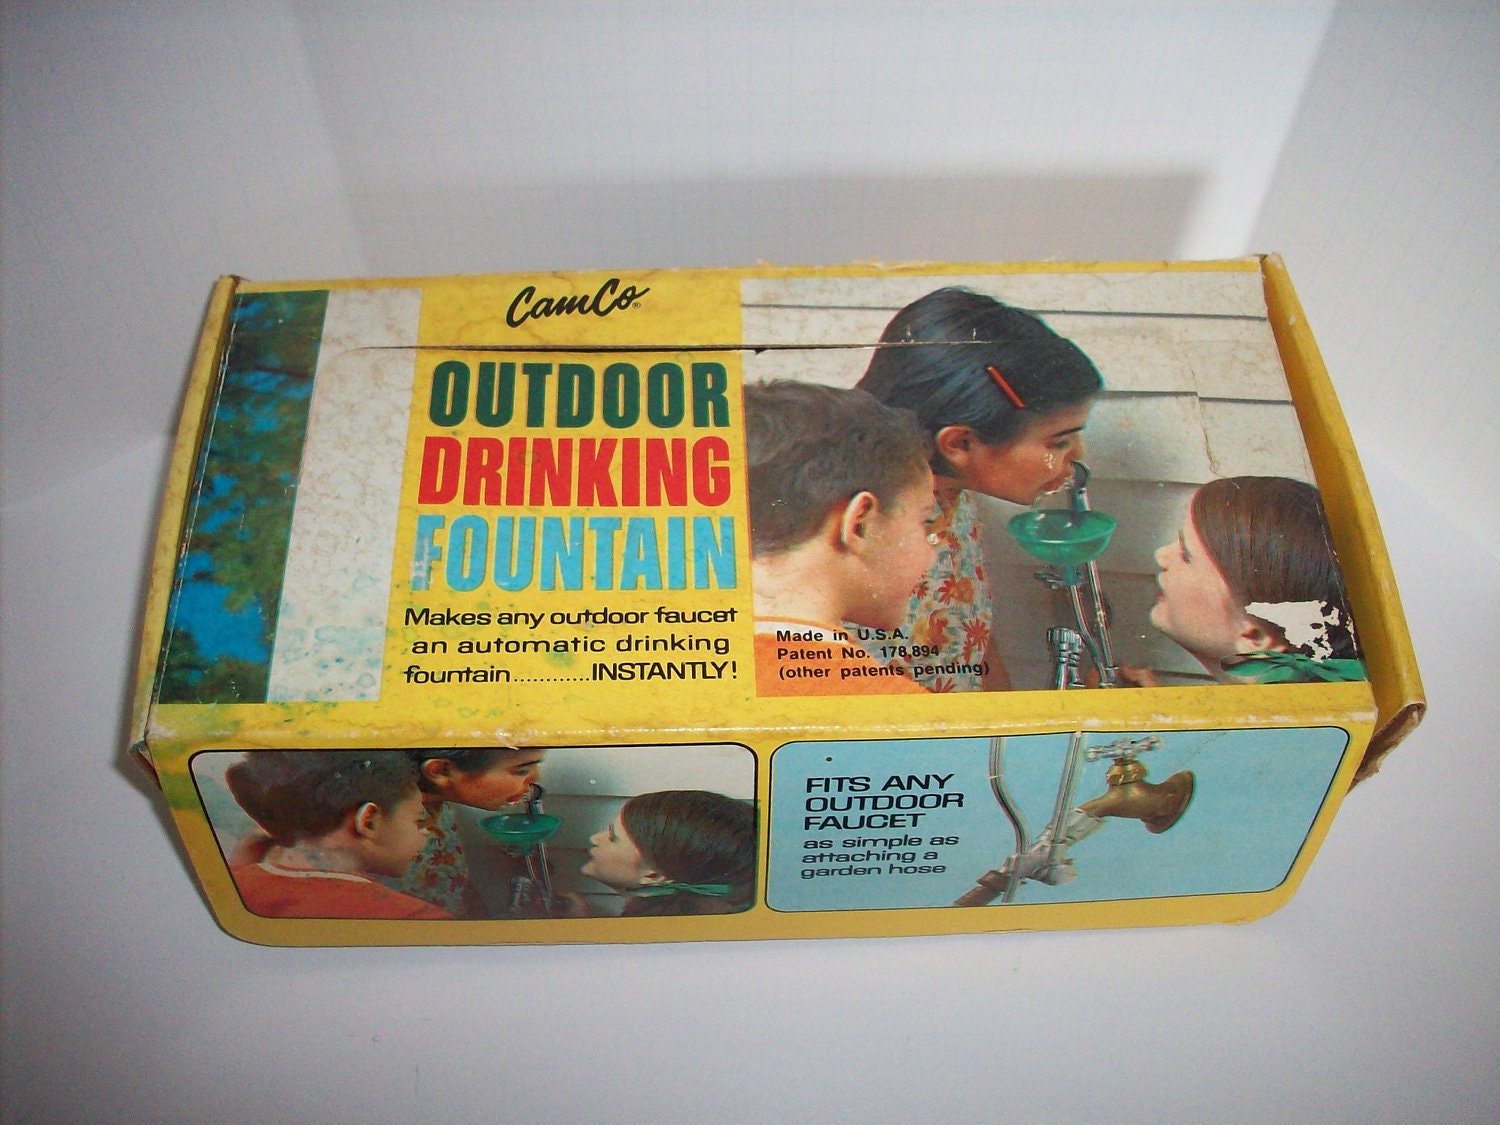 CamCo®
OUTDOOR
DRINKING
FOUNTAIN
Makes any outdoor faucet
an automatic drinking
fountain............INSTANTLY!
Made in U.S.A.
Patent No. 178,894
(other patents pending)
FITS ANY
OUTDOOR
FAUCET
as simple as
attaching a
garden hose